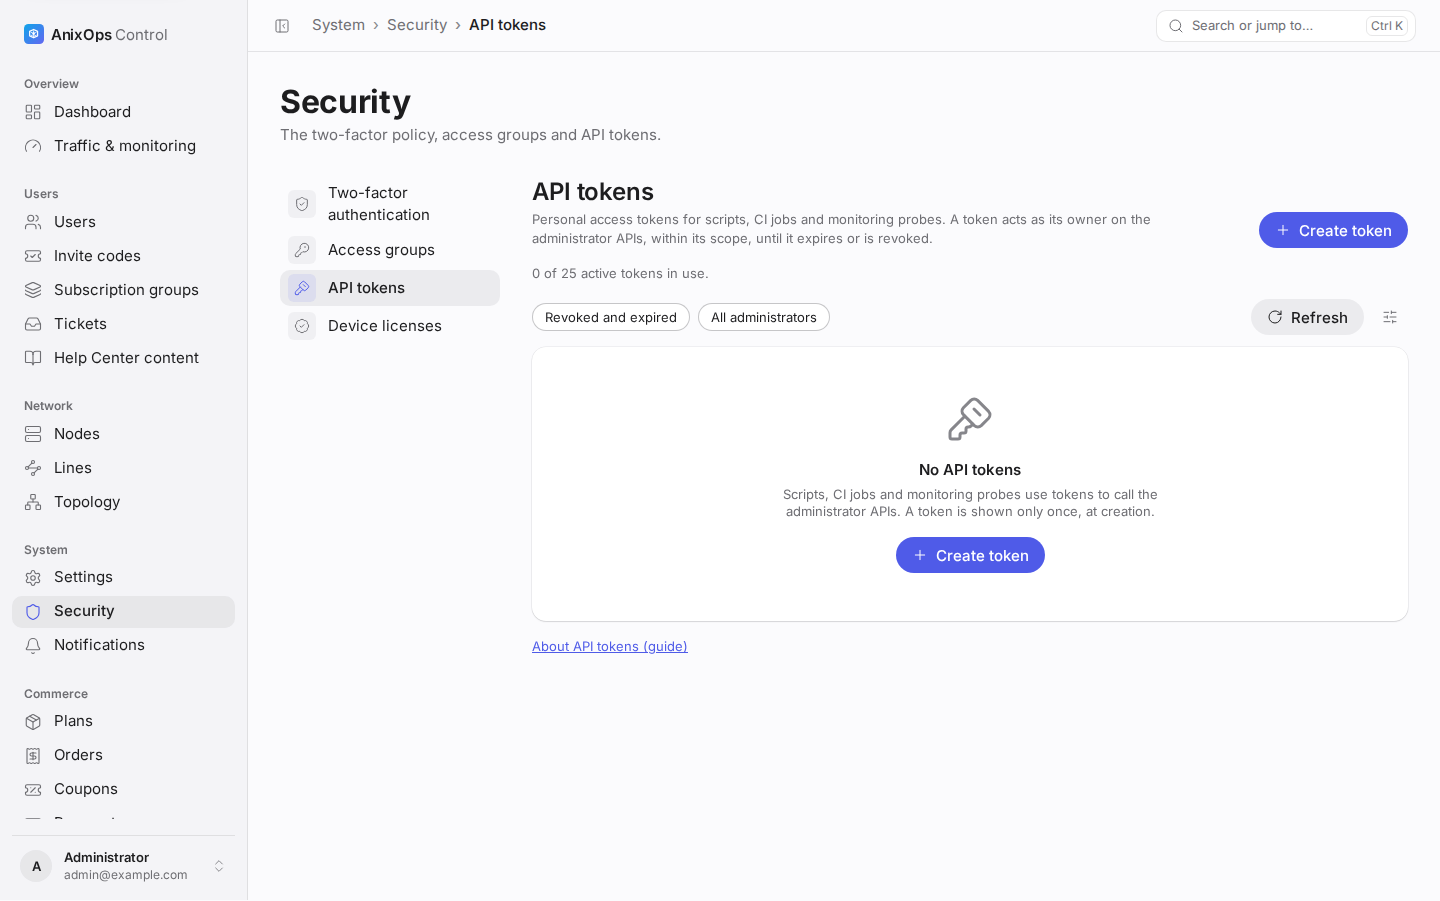 AnixOps Control
Overview
Dashboard
Traffic & monitoring
Users
Users
Invite codes
Subscription groups
Tickets
Help Center content
Network
Nodes
Lines
Topology
System
Settings
Security
Notifications
Commerce
Plans
Orders
Coupons
A
Administrator
admin@example.com
System › Security › API tokens
Search or jump to...
Ctrl K
Security
The two-factor policy, access groups and API tokens.
Two-factor
authentication
Access groups
API tokens
Device licenses
API tokens
Personal access tokens for scripts, CI jobs and monitoring probes. A token acts as its owner on the
administrator APIs, within its scope, until it expires or is revoked.
Create token
0 of 25 active tokens in use.
Revoked and expired
All administrators
Refresh
No API tokens
Scripts, CI jobs and monitoring probes use tokens to call the
administrator APIs. A token is shown only once, at creation.
Create token
About API tokens (guide)